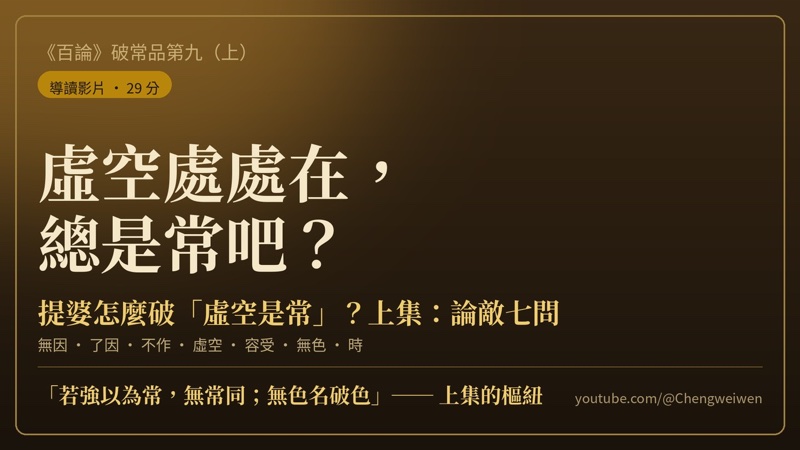 《百論》破常品第九（上）
導讀影片 · 29 分
虛空處處在，
總是常吧？
提婆怎麼破「虛空是常」？上集：論敵七問
無因 · 了因 · 不作 · 虛空 · 容受 · 無色 · 時
「若強以為常，無常同；無色名破色」—— 上集的樞紐
youtube.com/@Chengweiwen